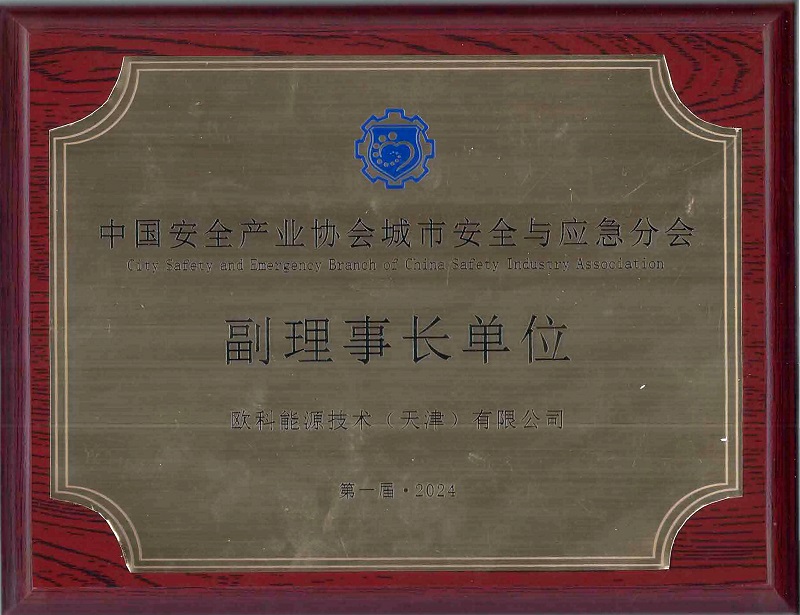 中国安全产业协会城市安全与应急分会
City Safety and Emergency Branch of China Safety Industry Association
副理事长单位
欧科能源技术（天津）有限公司
第一届·2024